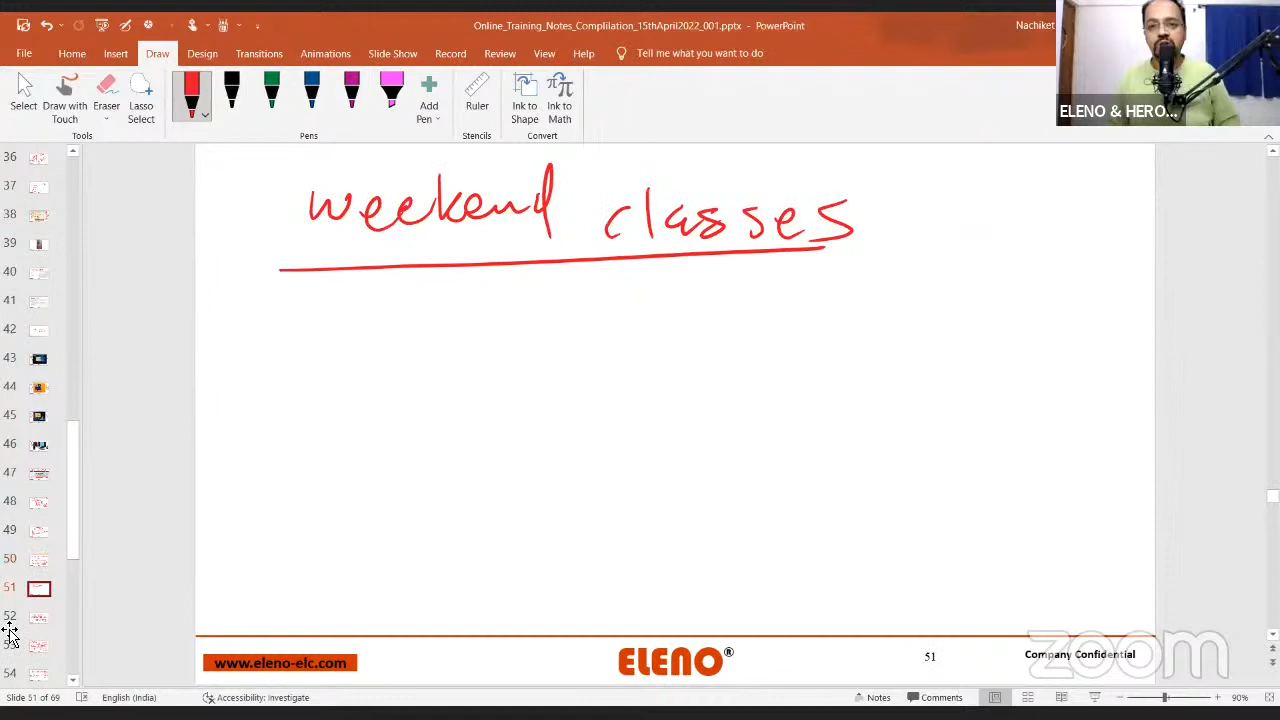 Online_Training_Notes_Complilation_15thApril2022_001.pptx - PowerPoint
Nachiket
File Home Insert Draw Design Transitions Animations Slide Show Record Review View Help Tell me what you want to do
Select Draw with Touch Eraser Lasso Select Add Pen Ruler Ink to Shape Ink to Math
Tools Pens Stencils Convert
ELENO & HERO...
36
37
38
39
40
41
42
43
44
45
46
47
48
49
50
51
52
53
54
weekend classes
www.eleno-elc.com ELENO® 51 Company Confidential
zoom
Slide 51 of 69 English (India) Accessibility: Investigate Notes Comments 90%